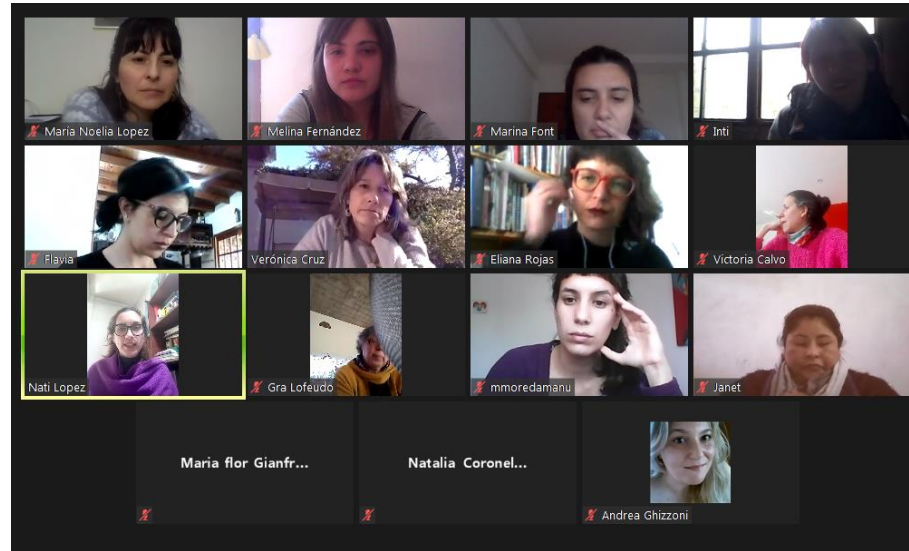 María Noelia Lopez
Melina Fernández
Marina Font
Inti
Flavia
Verónica Cruz
Eliana Rojas
Victoria Calvo
Nati Lopez
Gra Lofeudo
mmoredamanu
Janet
Maria flor Gianfr...
Natalia Coronel...
Andrea Ghizzoni